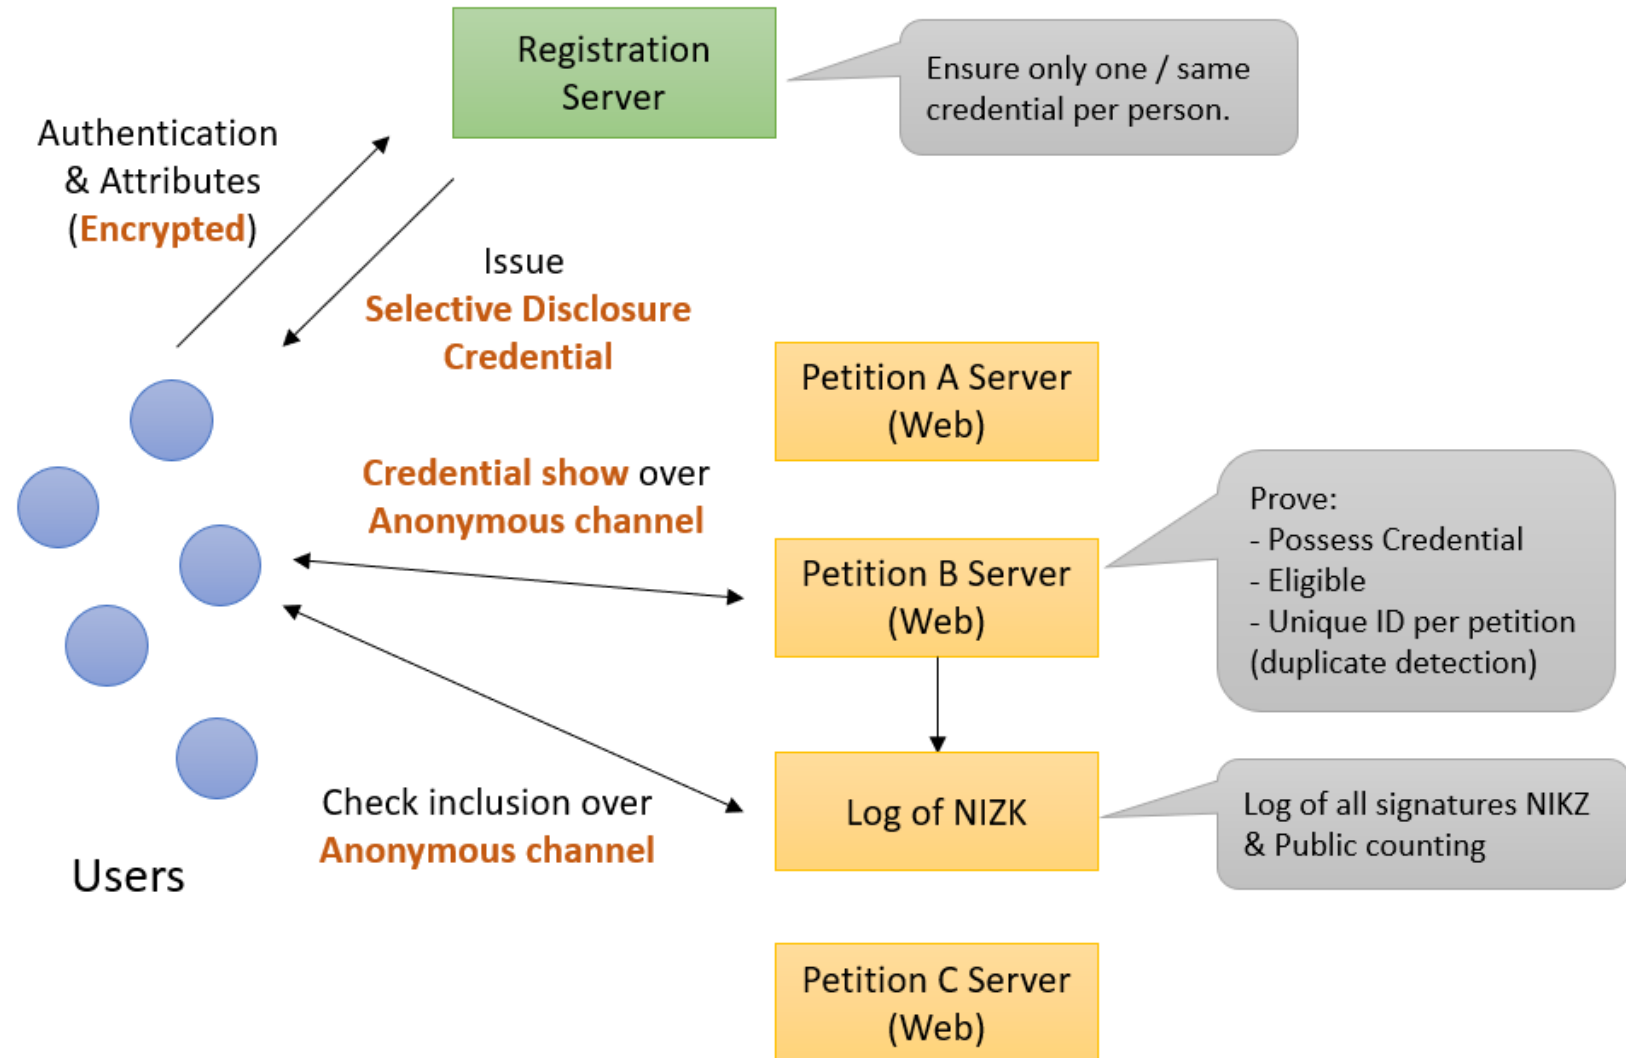 Registration
Server
Ensure only one / same
credential per person.
Authentication
& Attributes
(Encrypted)
Issue
Selective Disclosure
Credential
Petition A Server
(Web)
Credential show over
Anonymous channel
Petition B Server
(Web)
Prove:
- Possess Credential
- Eligible
- Unique ID per petition
(duplicate detection)
Check inclusion over
Anonymous channel
Log of NIZK
Log of all signatures NIKZ
& Public counting
Users
Petition C Server
(Web)